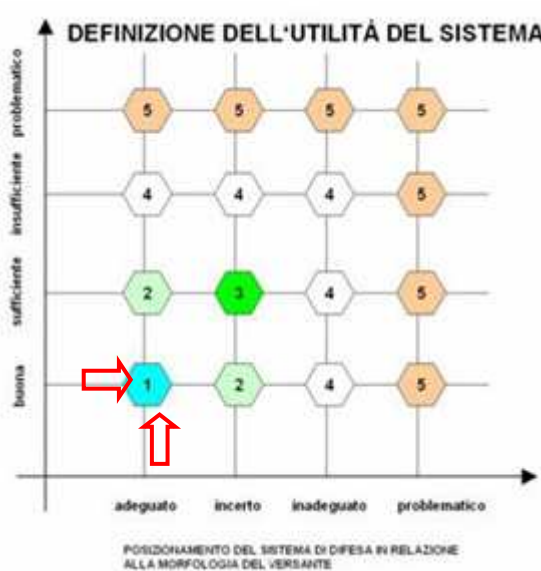 DEFINIZIONE DELL'UTILITÀ DEL SISTEMA
problematico
5 5 5 5
insufficiente
4 4 4 5
sufficiente
2 3 4 5
buona
1 2 4 5
adeguato incerto inadeguato problematico
POSIZIONAMENTO DEL SISTEMA DI DIFESA IN RELAZIONE
ALLA MORFOLOGIA DEL VERSANTE